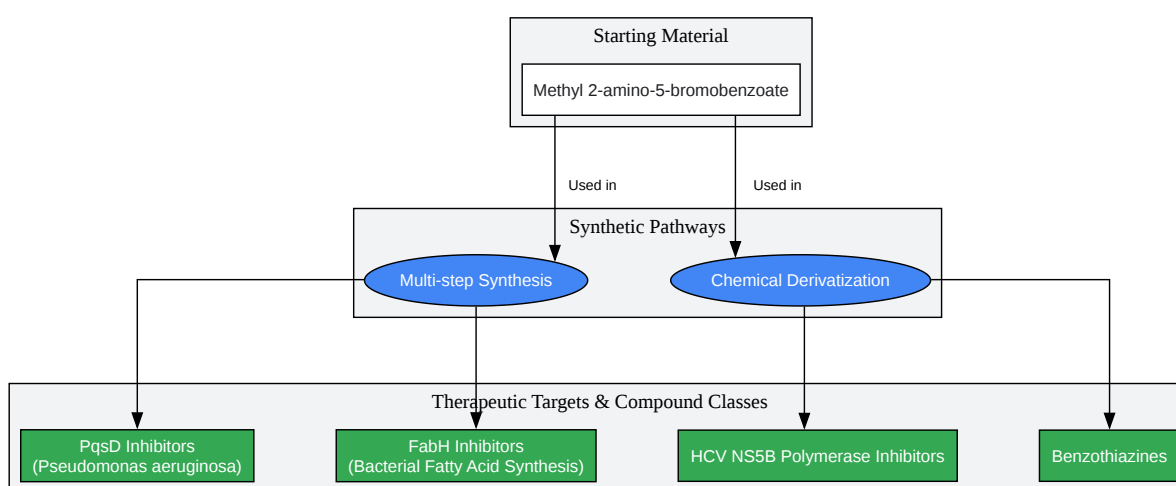 Starting Material
Methyl 2-amino-5-bromobenzoate
Used in
Used in
Synthetic Pathways
Multi-step Synthesis
Chemical Derivatization
Therapeutic Targets & Compound Classes
PqsD Inhibitors
(Pseudomonas aeruginosa)
FabH Inhibitors
(Bacterial Fatty Acid Synthesis)
HCV NS5B Polymerase Inhibitors
Benzothiazines